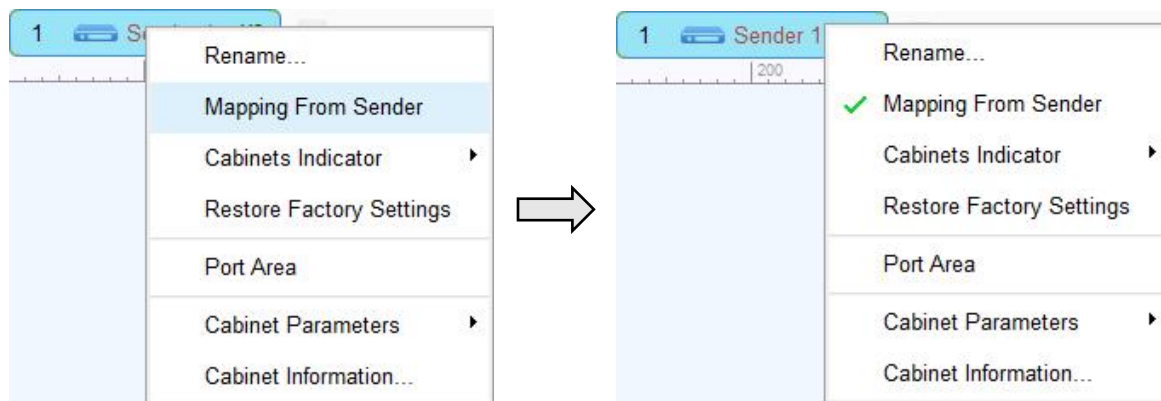 1
Rename...
Mapping From Sender
Cabinets Indicator
Restore Factory Settings
Port Area
Cabinet Parameters
Cabinet Information...
1 Sender 1
200
Rename...
Mapping From Sender
Cabinets Indicator
Restore Factory Settings
Port Area
Cabinet Parameters
Cabinet Information...